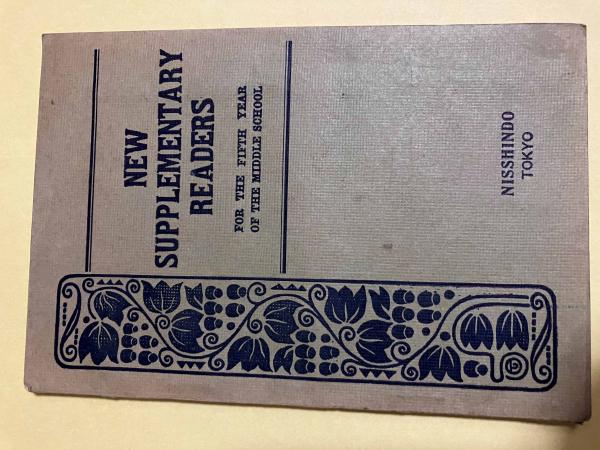 NEW
SUPPLEMENTARY
READERS
FOR THE FIFTH YEAR
OF THE MIDDLE SCHOOL
NISSHINDO
TOKYO